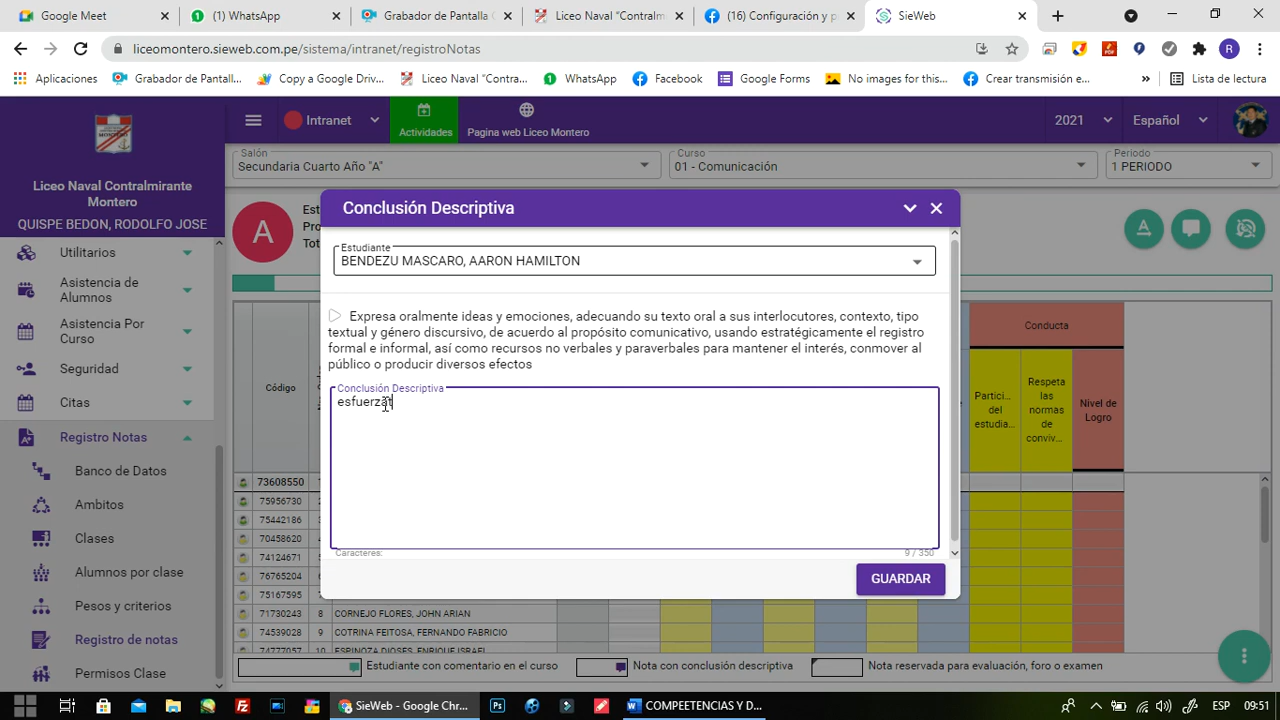 Google Meet
(1) WhatsApp
Grabador de Pantalla O
Liceo Naval "Contralm
(16) Configuración y p
SieWeb
liceomontero.sieweb.com.pe/sistema/intranet/registroNotas
R
Aplicaciones
Grabador de Pantall...
Copy a Google Driv...
Liceo Naval "Contra...
WhatsApp
Facebook
Google Forms
No images for this...
Crear transmisión e...
»
Lista de lectura
Intranet
Actividades
Pagina web Liceo Montero
2021
Español
Liceo Naval Contralmirante
Montero
QUISPE BEDON, RODOLFO JOSE
Utilitarios
Asistencia de
Alumnos
Asistencia Por
Curso
Seguridad
Citas
Registro Notas
Banco de Datos
Ambitos
Clases
Alumnos por clase
Pesos y criterios
Registro de notas
Permisos Clase
Salón
Secundaria Cuarto Año "A"
Curso
01 - Comunicación
Periodo
1 PERIODO
A
Est
Pro
Tot
Conclusión Descriptiva
Estudiante
BENDEZU MASCARO, AARON HAMILTON
Expresa oralmente ideas y emociones, adecuando su texto oral a sus interlocutores, contexto, tipo
textual y género discursivo, de acuerdo al propósito comunicativo, usando estratégicamente el registro
formal e informal, así como recursos no verbales y paraverbales para mantener el interés, conmover al
público o producir diversos efectos
Conclusión Descriptiva
esfuerzat
Caracteres:
9 / 350
GUARDAR
Código
Conducta
Partici...
del
estudia...
Respeta
las
normas
de
conviv...
Nivel de
Logro
73608550
75956730
75442186
70458620
74124671
76765204
75167595
71730243 8 CORNEJO FLORES, JOHN ARIAN
74539028 9 COTRINA FEITOSA, FERNANDO FABRICIO
74777057 10 ESPINOZA DIOSES, ENRIQUE ISRAEL
Estudiante con comentario en el curso
Nota con conclusión descriptiva
Nota reservada para evaluación, foro o examen
SieWeb - Google Chr...
COMPEETENCIAS Y D...
ESP
09:51